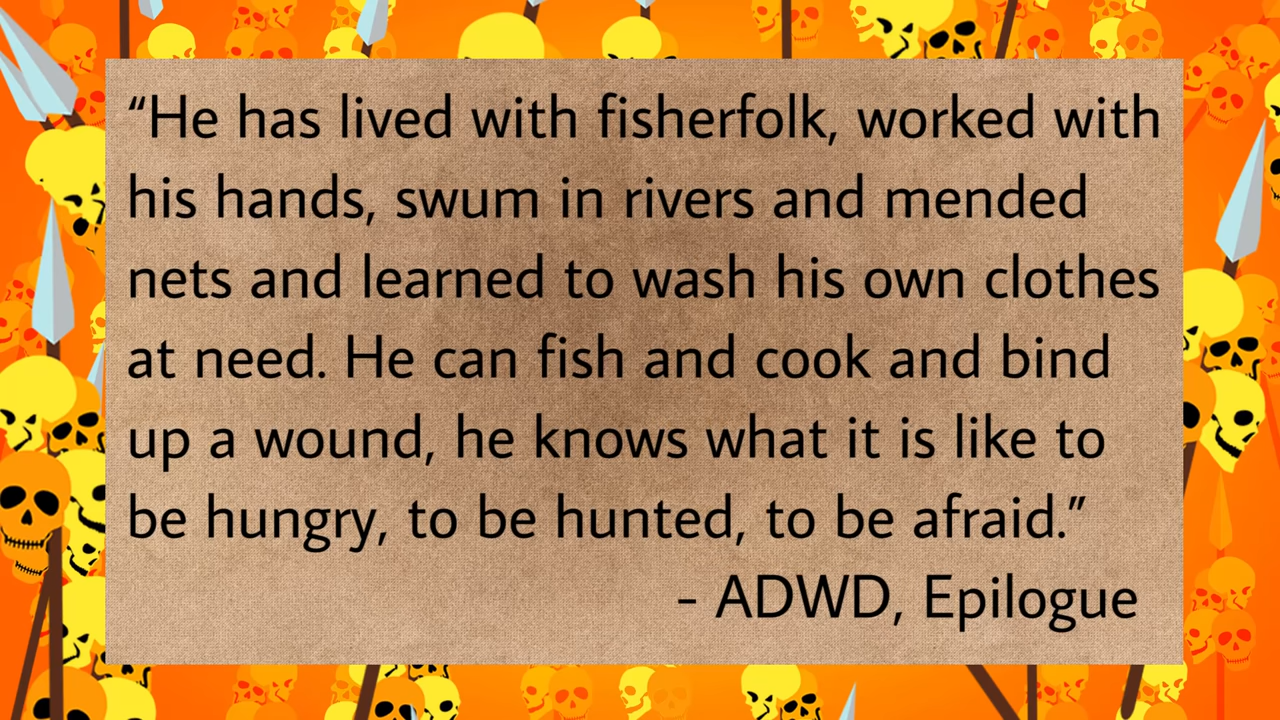 “He has lived with fisherfolk, worked with
his hands, swum in rivers and mended
nets and learned to wash his own clothes
at need. He can fish and cook and bind
up a wound, he knows what it is like to
be hungry, to be hunted, to be afraid.”
- ADWD, Epilogue